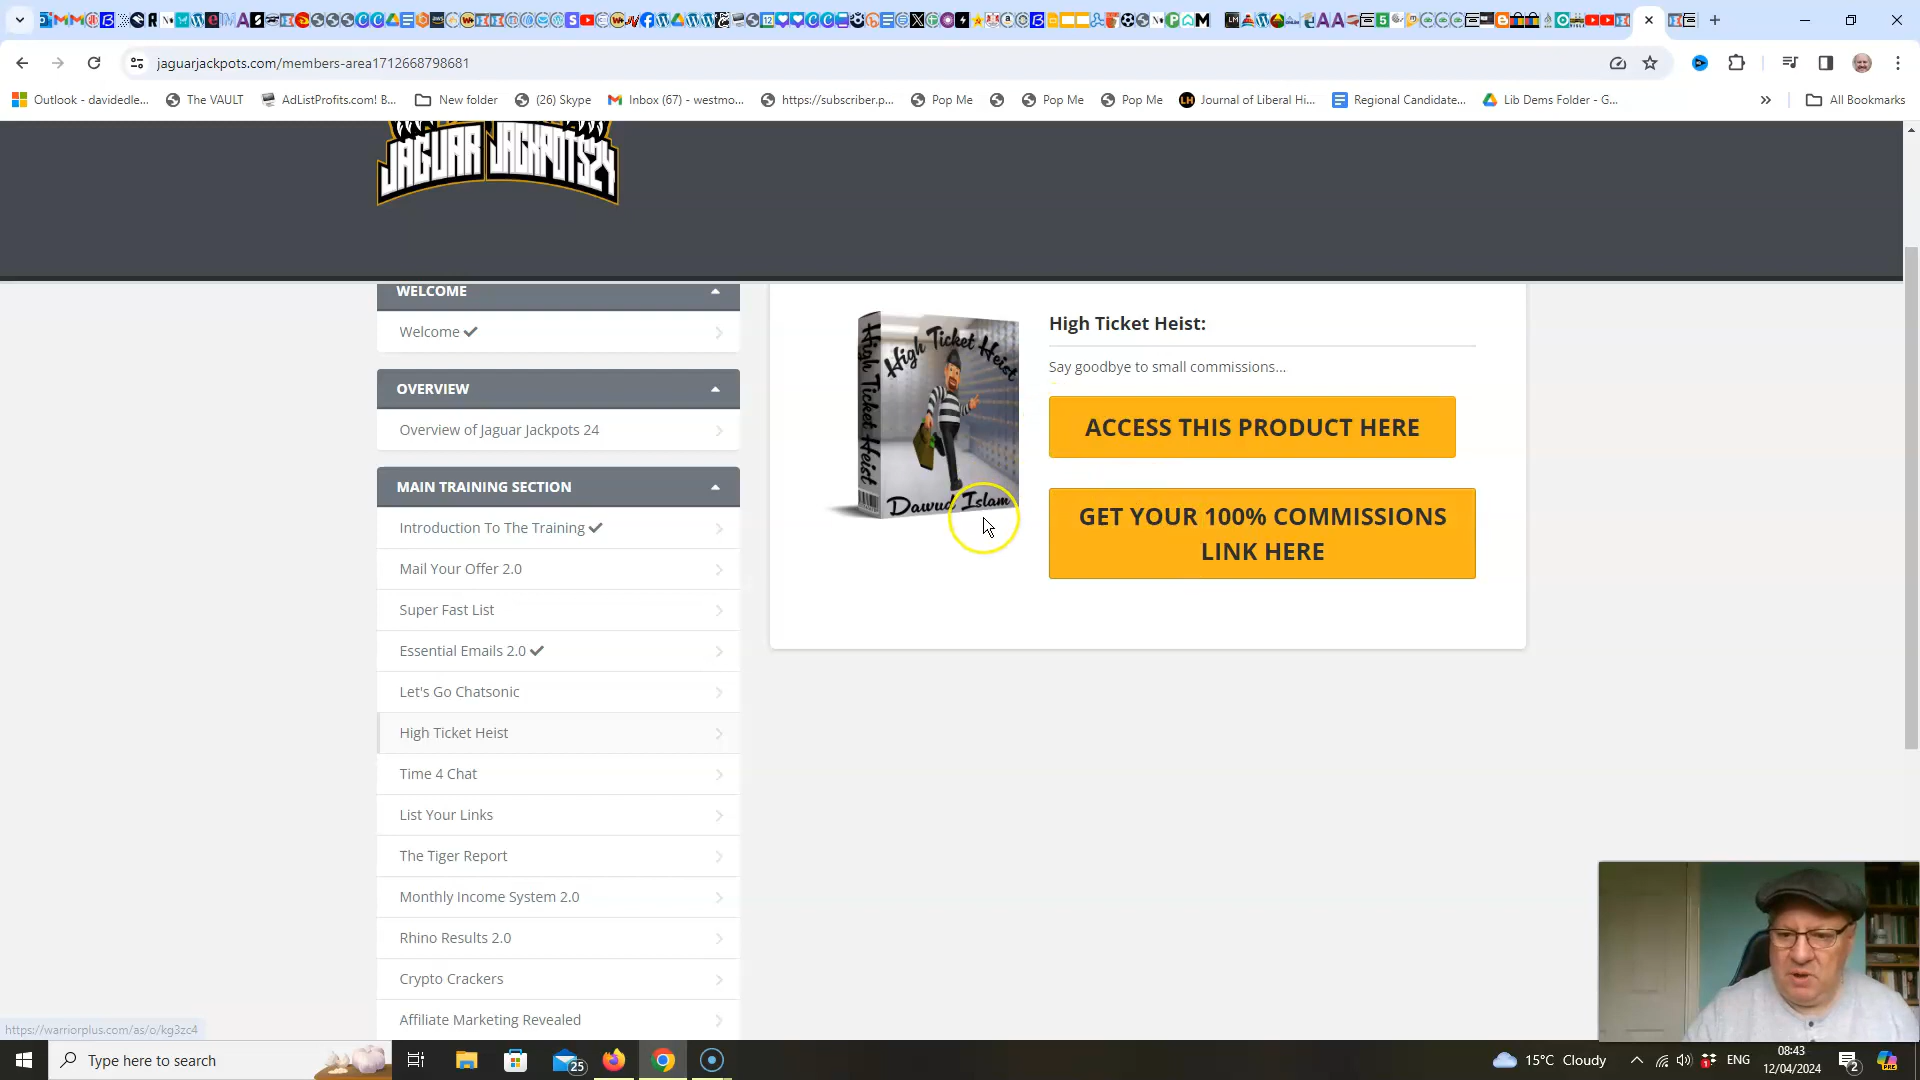 jaguarjackpots.com/members-area1712668798681
Outlook - davidedle...
The VAULT
AdListProfits.com! B...
New folder
(26) Skype
Inbox (67) - westmo...
https://subscriber.p...
Pop Me
Pop Me
Pop Me
Journal of Liberal Hi...
Regional Candidate...
Lib Dems Folder - G...
»
All Bookmarks
JAGUAR JACKPOTS24
WELCOME
Welcome
OVERVIEW
Overview of Jaguar Jackpots 24
MAIN TRAINING SECTION
Introduction To The Training
Mail Your Offer 2.0
Super Fast List
Essential Emails 2.0
Let's Go Chatsonic
High Ticket Heist
Time 4 Chat
List Your Links
The Tiger Report
Monthly Income System 2.0
Rhino Results 2.0
Crypto Crackers
Affiliate Marketing Revealed
High Ticket Heist
High Ticket Heist
Dawud Islam
High Ticket Heist:
Say goodbye to small commissions...
ACCESS THIS PRODUCT HERE
GET YOUR 100% COMMISSIONS
LINK HERE
https://warriorplus.com/as/o/kg3zc4
Type here to search
25
15°C Cloudy
ENG
08:43
12/04/2024
2